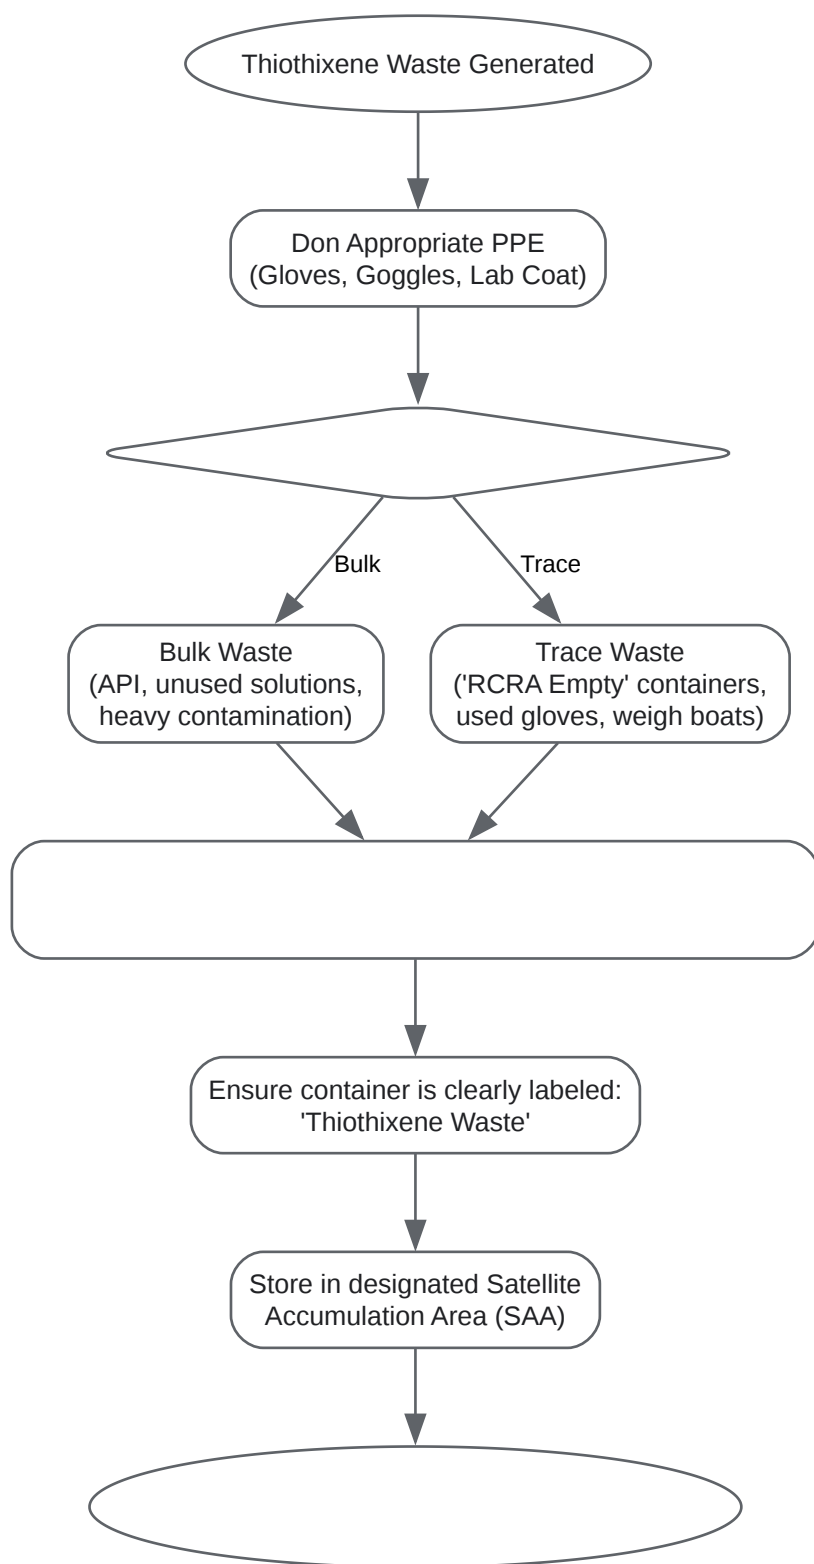 Thiothixene Waste Generated
Don Appropriate PPE
(Gloves, Goggles, Lab Coat)
Bulk
Trace
Bulk Waste
(API, unused solutions,
heavy contamination)
Trace Waste
('RCRA Empty' containers,
used gloves, weigh boats)
Ensure container is clearly labeled:
'Thiothixene Waste'
Store in designated Satellite
Accumulation Area (SAA)